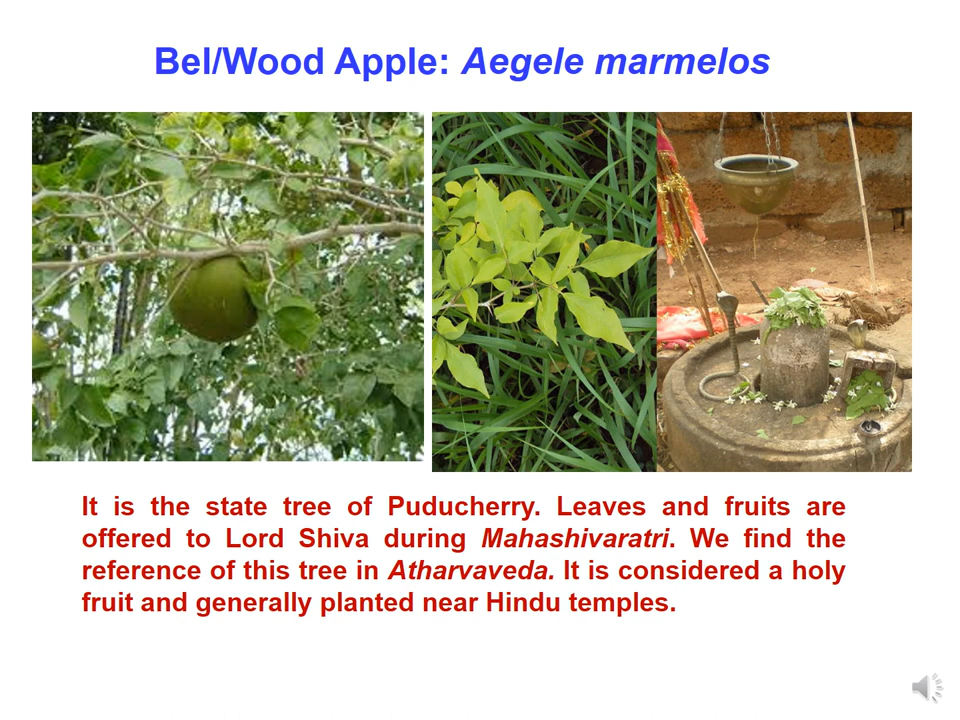 Bel/Wood Apple: Aegele marmelos
It is the state tree of Puducherry. Leaves and fruits are
offered to Lord Shiva during Mahashivaratri. We find the
reference of this tree in Atharvaveda. It is considered a holy
fruit and generally planted near Hindu temples.